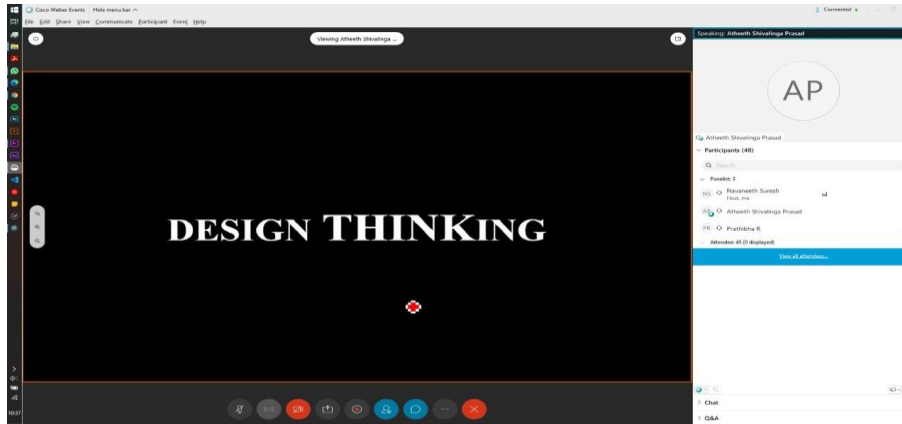 Cisco Webex Events Hide menu bar
Connected
File Edit Share View Communicate Participant Event Help
Viewing Atheeth Shivalinga ...
Speaking: Atheeth Shivalinga Prasad
AP
Atheeth Shivalinga Prasad
Participants (48)
Search
Panelist: 3
NS Navaneeth Suresh
Host, me
Atheeth Shivalinga Prasad
PR Prathibha R
Attendee: 45 (0 displayed)
View all attendees...
DESIGN THINKING
Chat
Q&A
10:57